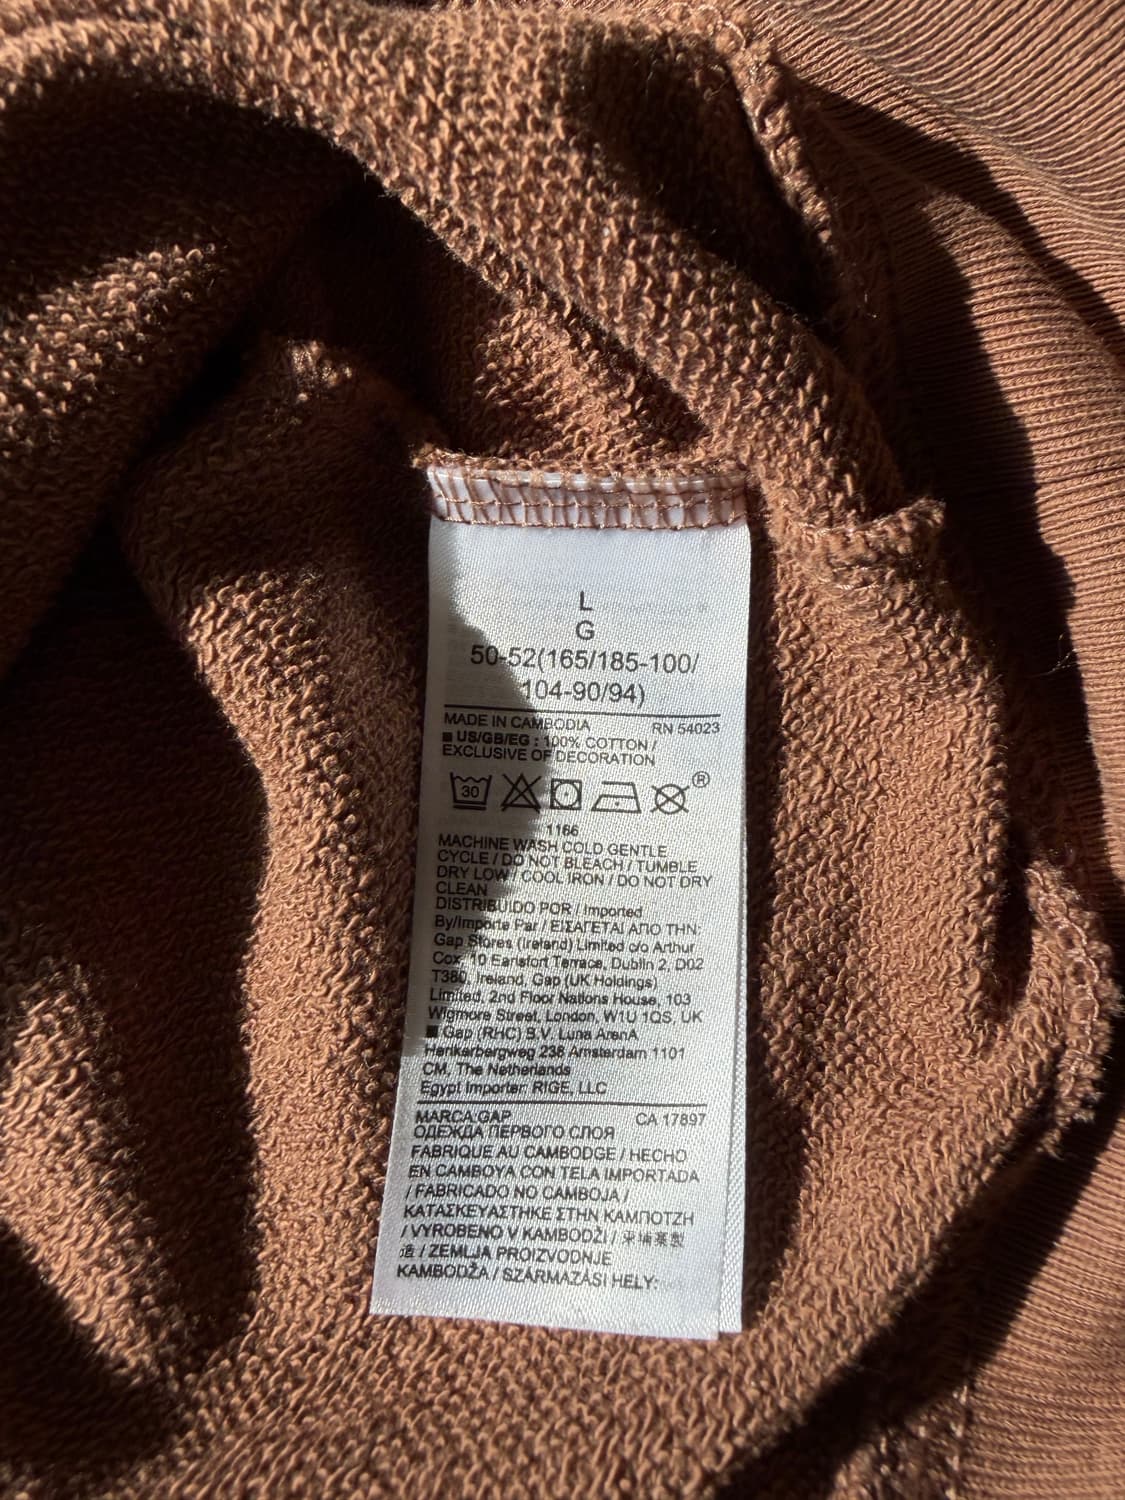 L
G
50-52(165/185-100/
104-90/94)
MADE IN CAMBODIA RN 54023
■ US/GB/EG : 100% COTTON /
EXCLUSIVE OF DECORATION
30
®
1166
MACHINE WASH COLD GENTLE
CYCLE / DO NOT BLEACH / TUMBLE
DRY LOW / COOL IRON / DO NOT DRY
CLEAN
DISTRIBUIDO POR / Imported
By/Importe Par / ΕΙΣΑΓΕΤΑΙ ΑΠΟ ΤΗΝ:
Gap Stores (Ireland) Limited c/o Arthur
Cox, 10 Earlsfort Terrace, Dublin 2, D02
T380, Ireland, Gap (UK Holdings)
Limited, 2nd Floor Nations House, 103
Wigmore Street, London, W1U 1QS, UK
■ Gap (RHC) B.V. Luna ArenA
Herikerbergweg 238 Amsterdam 1101
CM, The Netherlands
Egypt Importer: RIGE, LLC
MARCA:GAP CA 17897
ОДЕЖДА ПЕРВОГО СЛОЯ
FABRIQUE AU CAMBODGE / HECHO
EN CAMBOYA CON TELA IMPORTADA
/ FABRICADO NO CAMBOJA /
ΚΑΤΑΣΚΕΥΑΣΤΗΚΕ ΣΤΗΝ ΚΑΜΠΟΤΖΗ
/ VYROBENO V KAMBODŽI / 柬埔寨製
造 / ZEMLJA PROIZVODNJE
KAMBODŽA / SZÁRMAZÁSI HELY: